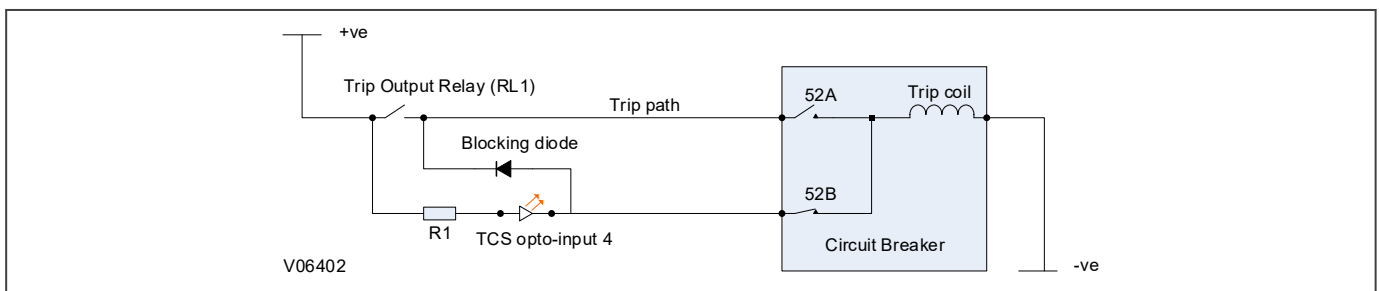 +ve
Trip Output Relay (RL1)
Trip path
52A
Trip coil
Blocking diode
52B
R1
TCS opto-input 4
Circuit Breaker
V06402
-ve